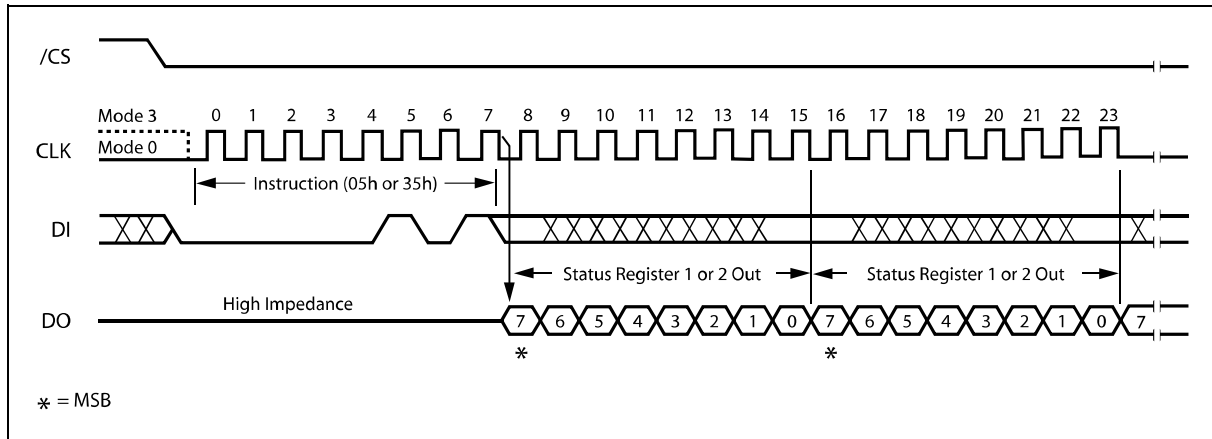 /CS
Mode 3
0 1 2 3 4 5 6 7 8 9 10 11 12 13 14 15 16 17 18 19 20 21 22 23
CLK
Mode 0
Instruction (05h or 35h)
DI
Status Register 1 or 2 Out Status Register 1 or 2 Out
High Impedance
DO
7 6 5 4 3 2 1 0 7 6 5 4 3 2 1 0 7
* *
* = MSB